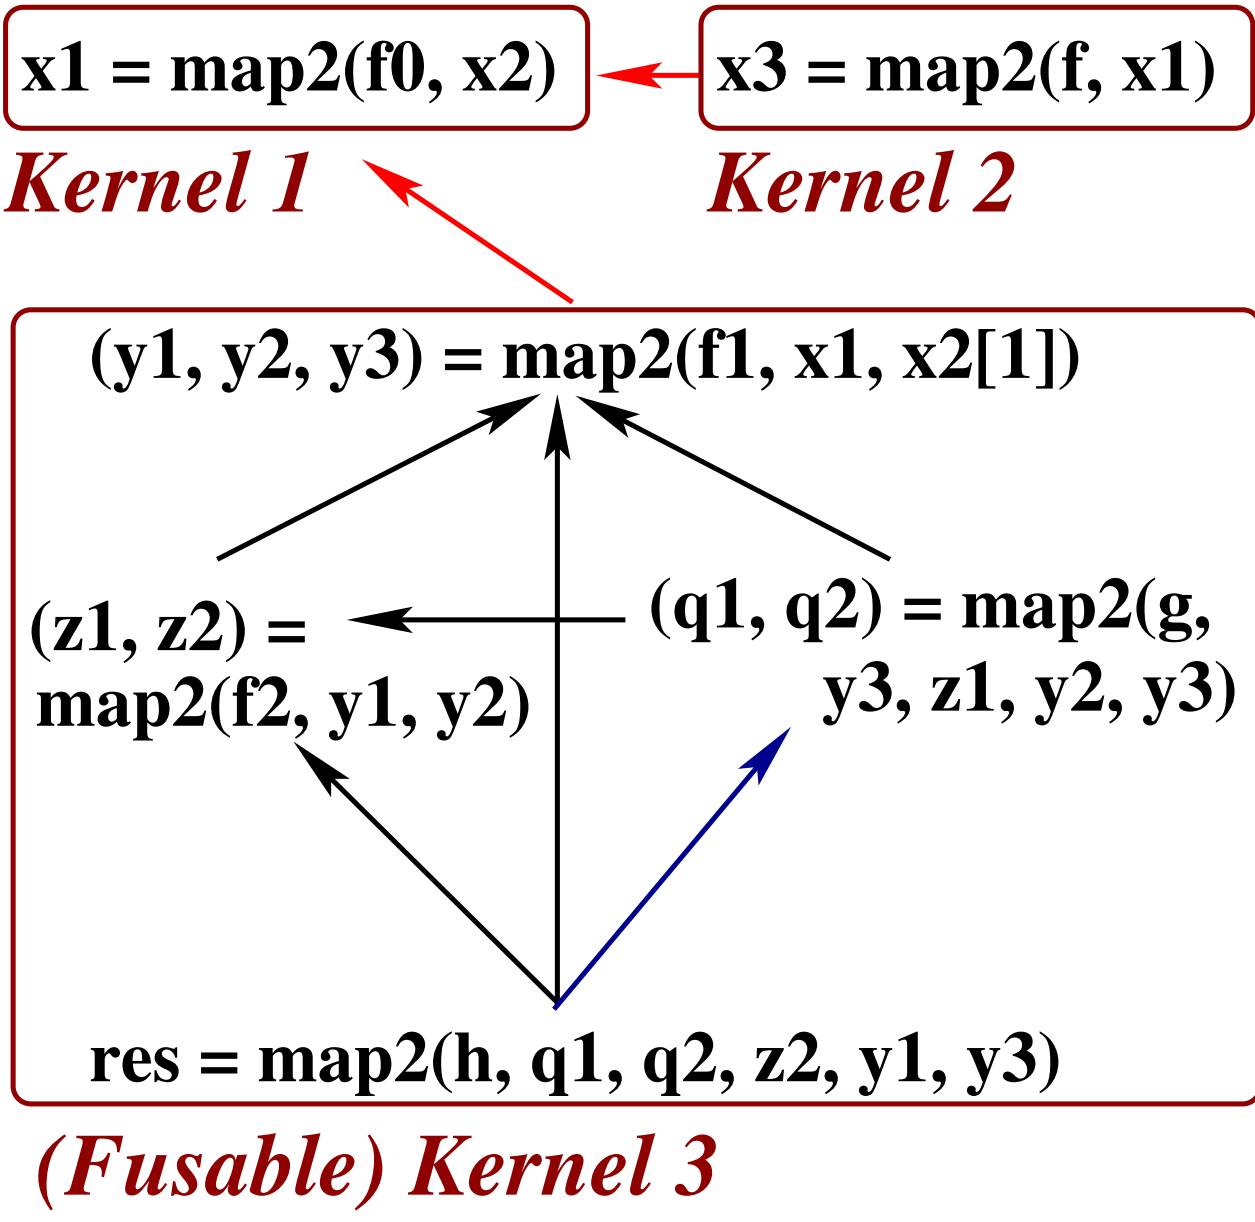 x1 = map2(f0, x2)
x3 = map2(f, x1)
Kernel 1
Kernel 2
(y1, y2, y3) = map2(f1, x1, x2[1])
(z1, z2) =
map2(f2, y1, y2)
(q1, q2) = map2(g,
y3, z1, y2, y3)
res = map2(h, q1, q2, z2, y1, y3)
(Fusable) Kernel 3